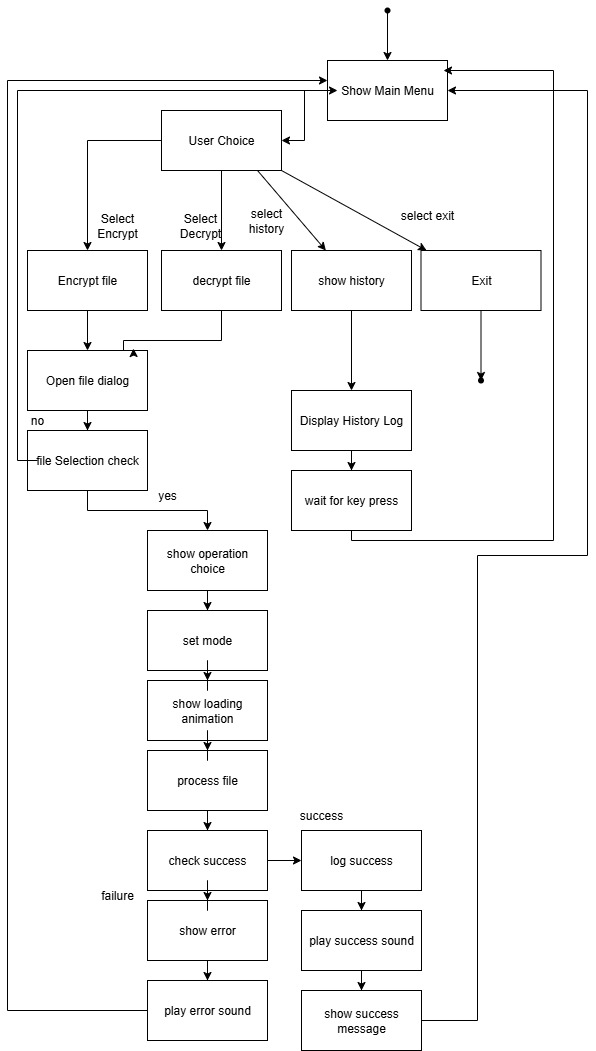 Show Main Menu
User Choice
Select
Encrypt
Select
Decrypt
select
history
select exit
Encrypt file
decrypt file
show history
Exit
Open file dialog
Display History Log
no
file Selection check
yes
wait for key press
show operation
choice
set mode
show loading
animation
process file
success
check success
log success
failure
show error
play success sound
play error sound
show success
message